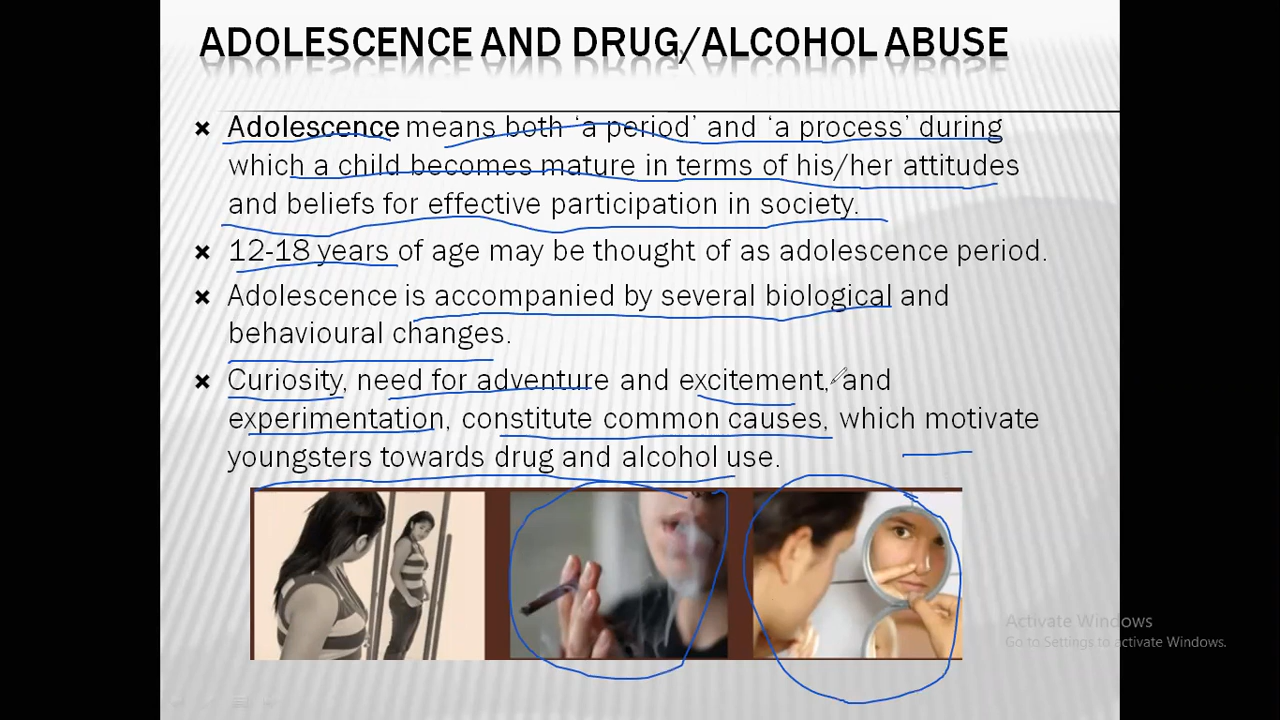 ADOLESCENCE AND DRUG/ALCOHOL ABUSE
Adolescence means both ‘a period’ and ‘a process’ during
which a child becomes mature in terms of his/her attitudes
and beliefs for effective participation in society.
12-18 years of age may be thought of as adolescence period.
Adolescence is accompanied by several biological and
behavioural changes.
Curiosity, need for adventure and excitement, and
experimentation, constitute common causes, which motivate
youngsters towards drug and alcohol use.
Activate Windows
Go to Settings to activate Windows.